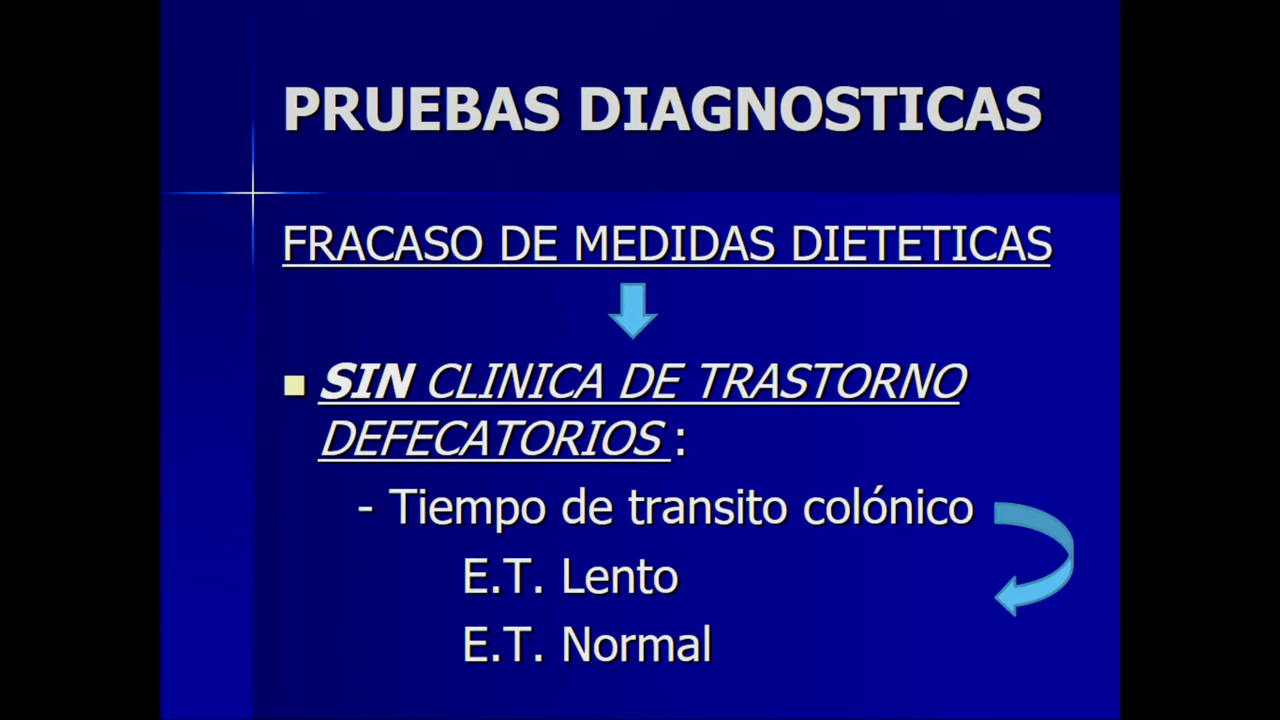 PRUEBAS DIAGNOSTICAS
FRACASO DE MEDIDAS DIETETICAS
SIN CLINICA DE TRASTORNO
DEFECATORIOS :
- Tiempo de transito colónico
E.T. Lento
E.T. Normal